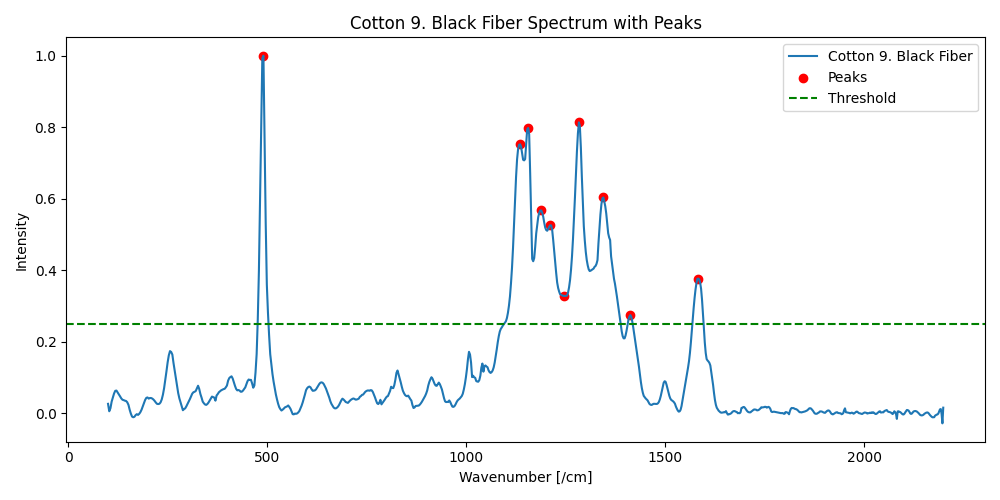 Cotton 9. Black Fiber Spectrum with Peaks
Cotton 9. Black Fiber
Peaks
Threshold
Intensity
1.0
0.8
0.6
0.4
0.2
0.0
0
500
1000
1500
2000
Wavenumber [/cm]